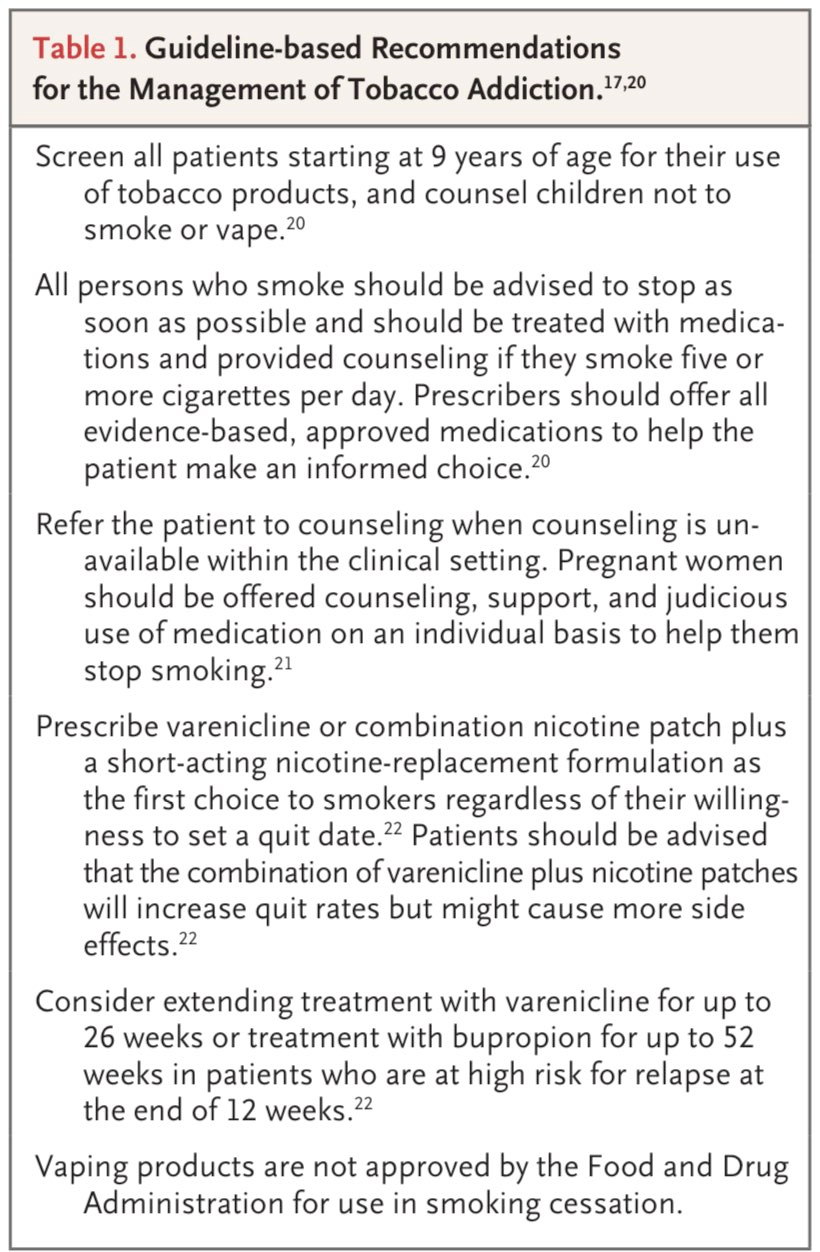 Table 1. Guideline-based Recommendations
for the Management of Tobacco Addiction.17,20
Screen all patients starting at 9 years of age for their use
of tobacco products, and counsel children not to
smoke or vape.20
All persons who smoke should be advised to stop as
soon as possible and should be treated with medica-
tions and provided counseling if they smoke five or
more cigarettes per day. Prescribers should offer all
evidence-based, approved medications to help the
patient make an informed choice.20
Refer the patient to counseling when counseling is un-
available within the clinical setting. Pregnant women
should be offered counseling, support, and judicious
use of medication on an individual basis to help them
stop smoking.21
Prescribe varenicline or combination nicotine patch plus
a short-acting nicotine-replacement formulation as
the first choice to smokers regardless of their willing-
ness to set a quit date.22 Patients should be advised
that the combination of varenicline plus nicotine patches
will increase quit rates but might cause more side
effects.22
Consider extending treatment with varenicline for up to
26 weeks or treatment with bupropion for up to 52
weeks in patients who are at high risk for relapse at
the end of 12 weeks.22
Vaping products are not approved by the Food and Drug
Administration for use in smoking cessation.